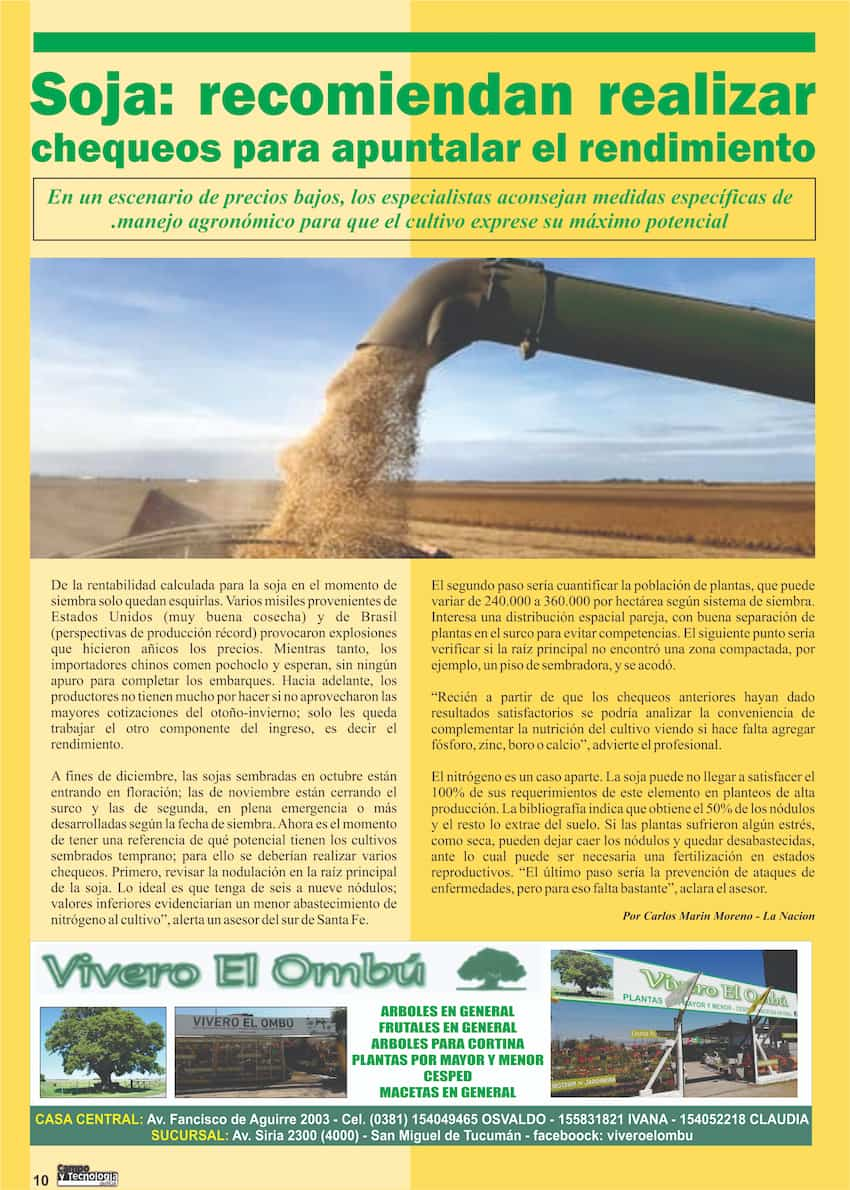 Soja: recomiendan realizar
chequeos para apuntalar el rendimiento
En un escenario de precios bajos, los especialistas aconsejan medidas específicas de
.manejo agronómico para que el cultivo exprese su máximo potencial
De la rentabilidad calculada para la soja en el momento de
siembra solo quedan esquirlas. Varios misiles provenientes de
Estados Unidos (muy buena cosecha) y de Brasil
(perspectivas de producción récord) provocaron explosiones
que hicieron añicos los precios. Mientras tanto, los
importadores chinos comen pochoclo y esperan, sin ningún
apuro para completar los embarques. Hacia adelante, los
productores no tienen mucho por hacer si no aprovecharon las
mayores cotizaciones del otoño-invierno; solo les queda
trabajar el otro componente del ingreso, es decir el
rendimiento.
A fines de diciembre, las sojas sembradas en octubre están
entrando en floración; las de noviembre están cerrando el
surco y las de segunda, en plena emergencia o más
desarrolladas según la fecha de siembra. Ahora es el momento
de tener una referencia de qué potencial tienen los cultivos
sembrados temprano; para ello se deberían realizar varios
chequeos. Primero, revisar la nodulación en la raíz principal
de la soja. Lo ideal es que tenga de seis a nueve nódulos;
valores inferiores evidenciarían un menor abastecimiento de
nitrógeno al cultivo”, alerta un asesor del sur de Santa Fe.
El segundo paso sería cuantificar la población de plantas, que puede
variar de 240.000 a 360.000 por hectárea según sistema de siembra.
Interesa una distribución espacial pareja, con buena separación de
plantas en el surco para evitar competencias. El siguiente punto sería
verificar si la raíz principal no encontró una zona compactada, por
ejemplo, un piso de sembradora, y se acodó.
“Recién a partir de que los chequeos anteriores hayan dado
resultados satisfactorios se podría analizar la conveniencia de
complementar la nutrición del cultivo viendo si hace falta agregar
fósforo, zinc, boro o calcio”, advierte el profesional.
El nitrógeno es un caso aparte. La soja puede no llegar a satisfacer el
100% de sus requerimientos de este elemento en planteos de alta
producción. La bibliografía indica que obtiene el 50% de los nódulos
y el resto lo extrae del suelo. Si las plantas sufrieron algún estrés,
como seca, pueden dejar caer los nódulos y quedar desabastecidas,
ante lo cual puede ser necesaria una fertilización en estados
reproductivos. “El último paso sería la prevención de ataques de
enfermedades, pero para eso falta bastante”, aclara el asesor.
Por Carlos Marin Moreno - La Nacion
Vivero El Ombú
VIVERO EL OMBU
ARBOLES EN GENERAL
FRUTALES EN GENERAL
ARBOLES PARA CORTINA
PLANTAS POR MAYOR Y MENOR
CESPED
MACETAS EN GENERAL
Vivero El Ombú
PLANTAS MAYOR Y MENOR
CASA CENTRAL: Av. Fancisco de Aguirre 2003 - Cel. (0381) 154049465 OSVALDO - 155831821 IVANA - 154052218 CLAUDIA
SUCURSAL: Av. Siria 2300 (4000) - San Miguel de Tucumán - faceboock: viveroelombu
10 Campo
y Tecnología